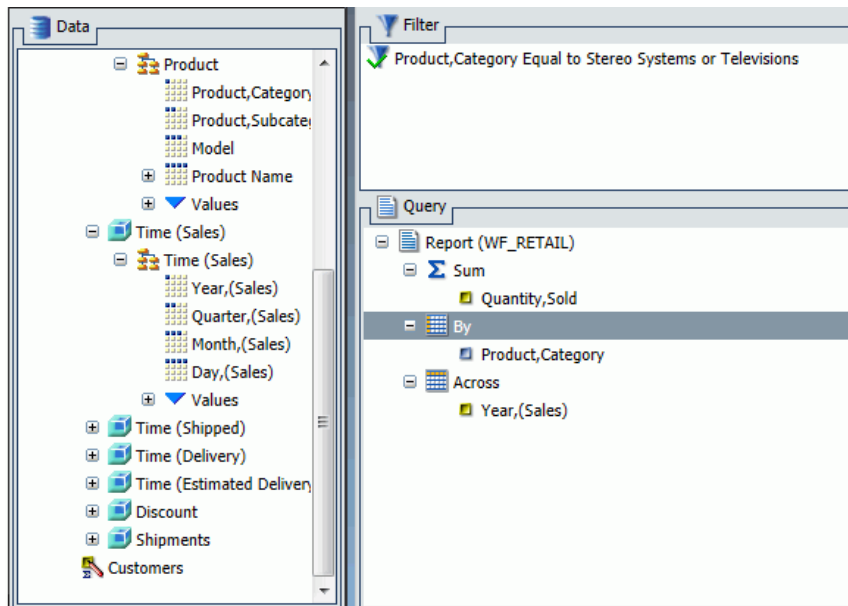 Data
Product
Product,Category
Product,Subcate
Model
Product Name
Values
Time (Sales)
Time (Sales)
Year,(Sales)
Quarter,(Sales)
Month,(Sales)
Day,(Sales)
Values
Time (Shipped)
Time (Delivery)
Time (Estimated Delivery
Discount
Shipments
Customers
Filter
Product,Category Equal to Stereo Systems or Televisions
Query
Report (WF_RETAIL)
Sum
Quantity,Sold
By
Product,Category
Across
Year,(Sales)